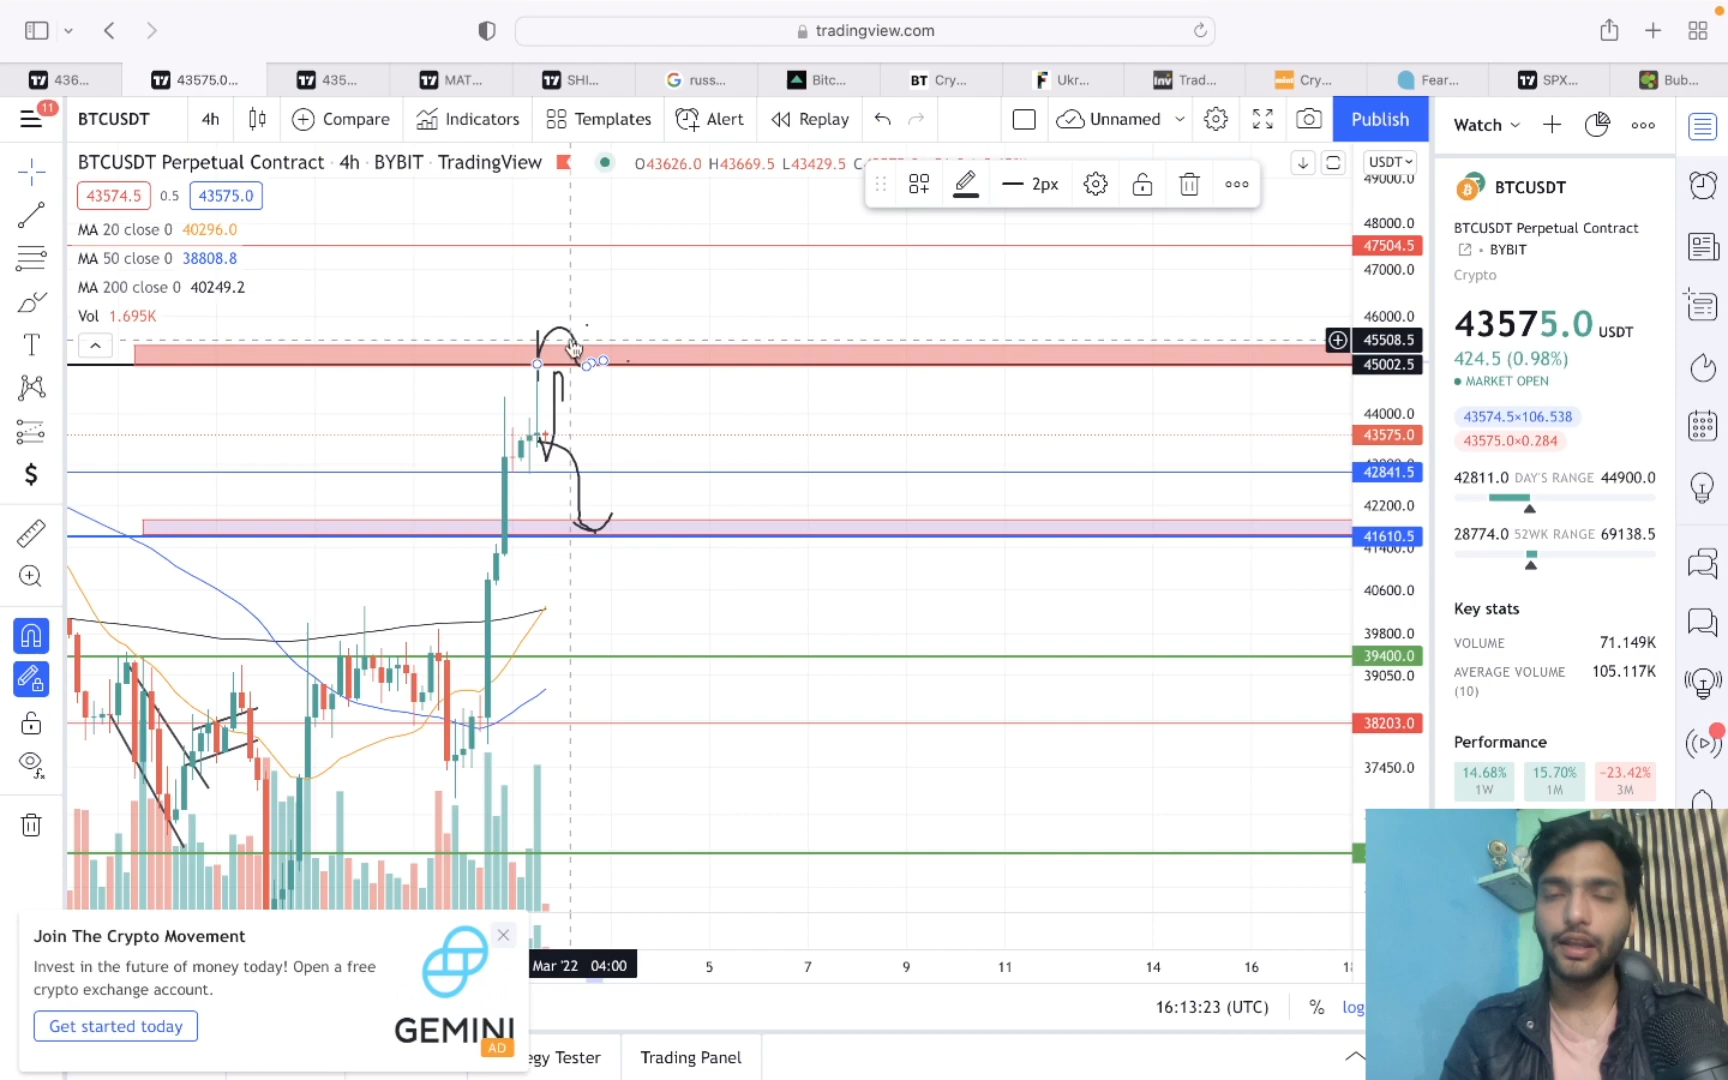 tradingview.com
436...
43575.0...
435...
MAT...
SHI...
russ...
Bitc...
BT Cry...
Ukr...
Inv Trad...
mint Cry...
Fear...
SPX...
Bub...
11
BTCUSDT
4h
Compare
Indicators
Templates
Alert
Replay
Unnamed
Publish
Watch
BTCUSDT Perpetual Contract · 4h · BYBIT · TradingView
O43626.0 H43669.5 L43429.5
43574.5 0.5 43575.0
MA 20 close 0 40296.0
MA 50 close 0 38808.8
MA 200 close 0 40249.2
Vol 1.695K
2px
USDT
49000.0
48000.0
47504.5
47000.0
46000.0
45508.5
45002.5
44000.0
43575.0
42841.5
42200.0
41610.5
41400.0
40600.0
39800.0
39400.0
39050.0
38203.0
37450.0
BTCUSDT
BTCUSDT Perpetual Contract
BYBIT
Crypto
43575.0 USDT
424.5 (0.98%)
MARKET OPEN
43574.5×106.538
43575.0×0.284
42811.0 DAY'S RANGE 44900.0
28774.0 52WK RANGE 69138.5
Key stats
VOLUME 71.149K
AVERAGE VOLUME (10) 105.117K
Performance
14.68% 1W
15.70% 1M
−23.42% 3M
Mar '22 04:00
5
7
9
11
14
16
16:13:23 (UTC)
%
log
Join The Crypto Movement
Invest in the future of money today! Open a free
crypto exchange account.
Get started today
GEMINI
AD
egy Tester
Trading Panel